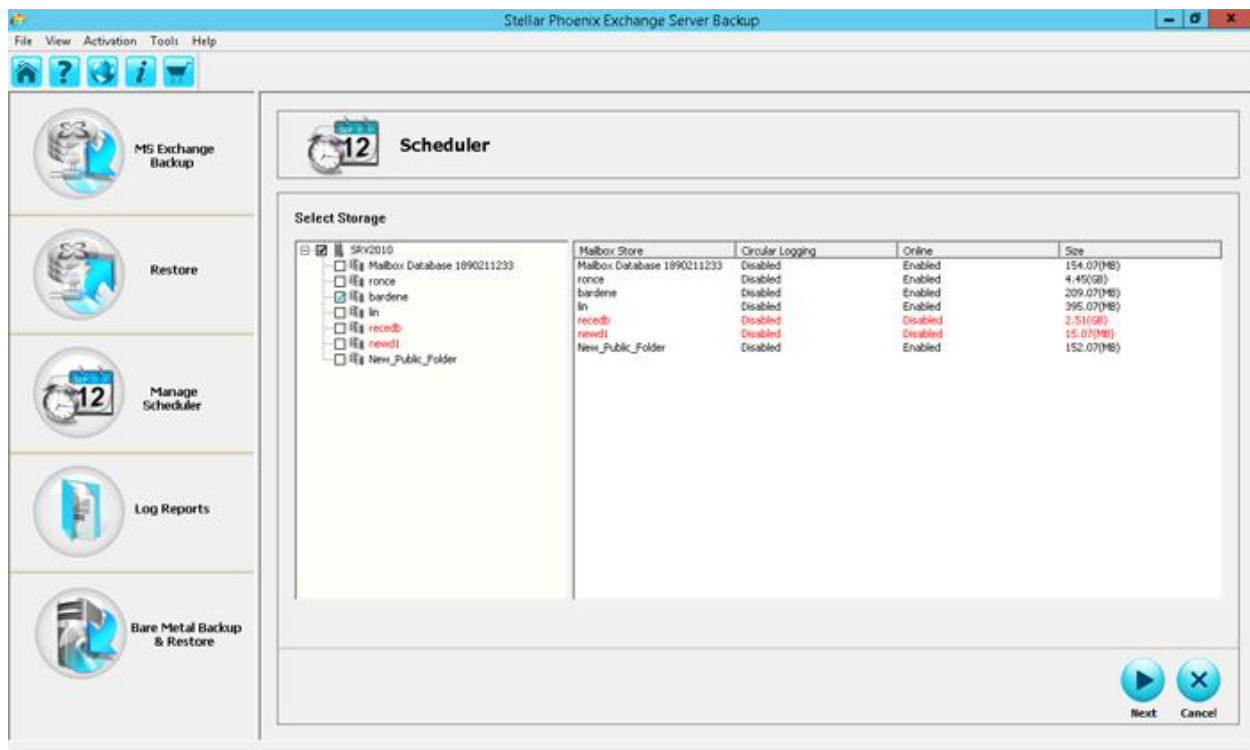 Stellar Phoenix Exchange Server Backup
File View Activation Tools Help
MS Exchange
Backup
Restore
12
Manage
Scheduler
Log Reports
Bare Metal Backup
& Restore
12
Scheduler
Select Storage
SRV2010
Mailbox Database 1890211233
ronce
bardene
lin
recedb
newd1
New_Public_Folder
Mailbox Store Circular Logging Online Size
Mailbox Database 1890211233 Disabled Enabled 154.07(MB)
ronce Disabled Enabled 4.45(GB)
bardene Disabled Enabled 209.07(MB)
lin Disabled Enabled 395.07(MB)
recedb Disabled Disabled 2.51(GB)
newd1 Disabled Disabled 15.07(MB)
New_Public_Folder Disabled Enabled 152.07(MB)
Next Cancel